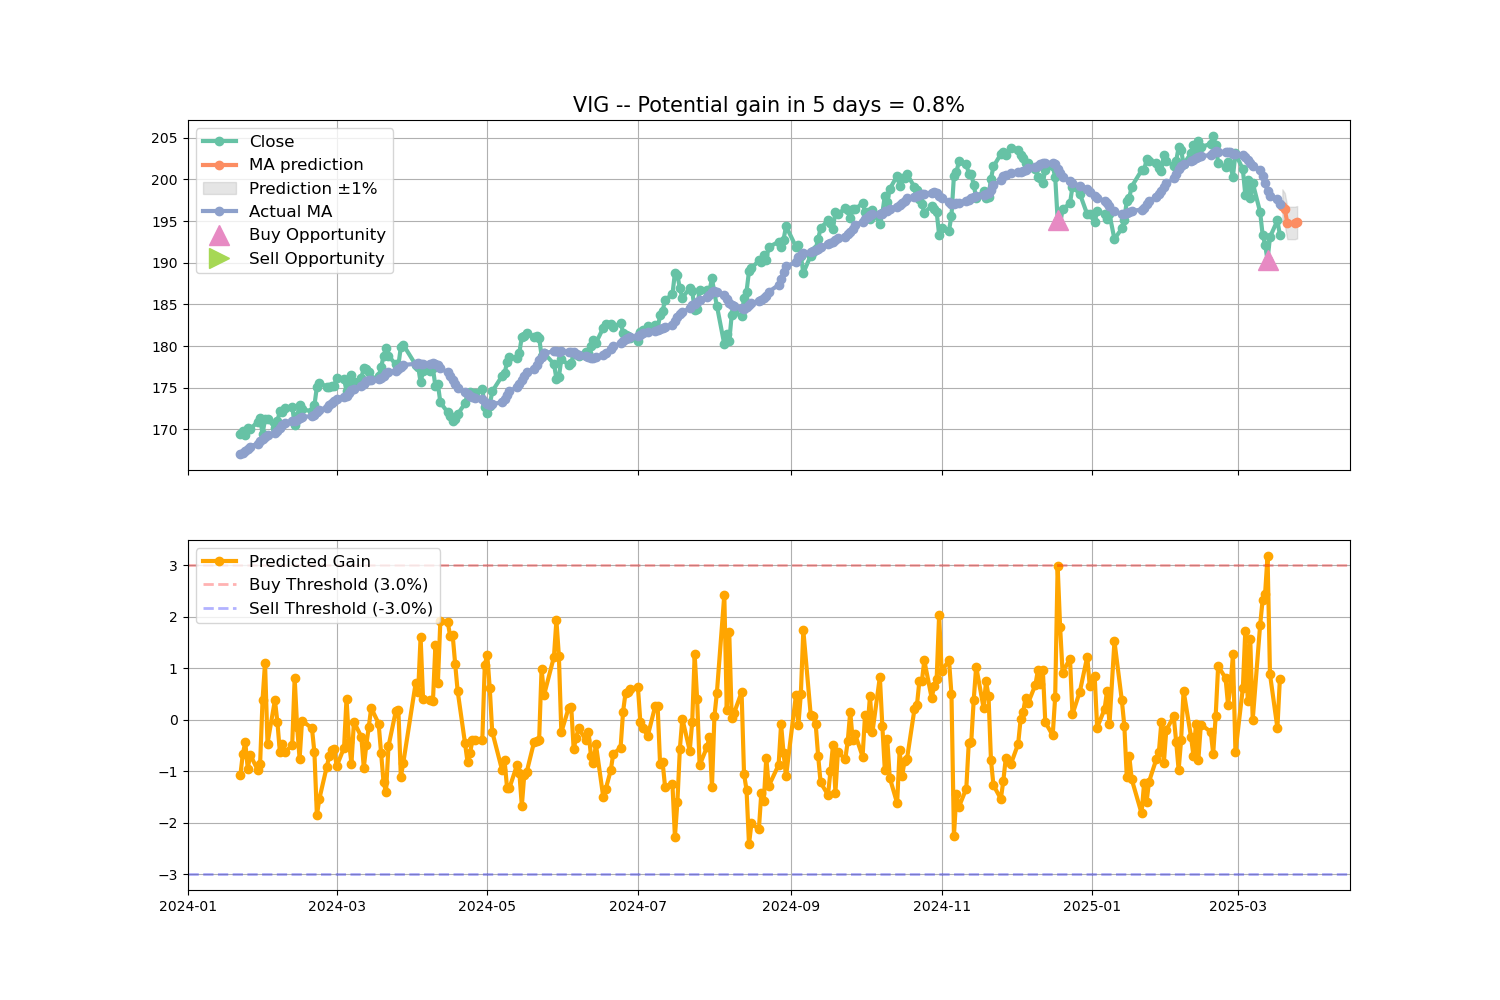 VIG -- Potential gain in 5 days = 0.8%
205
200
195
190
185
180
175
170
Close
MA prediction
Prediction ±1%
Actual MA
Buy Opportunity
Sell Opportunity
3
2
1
0
−1
−2
−3
Predicted Gain
Buy Threshold (3.0%)
Sell Threshold (-3.0%)
2024-01
2024-03
2024-05
2024-07
2024-09
2024-11
2025-01
2025-03